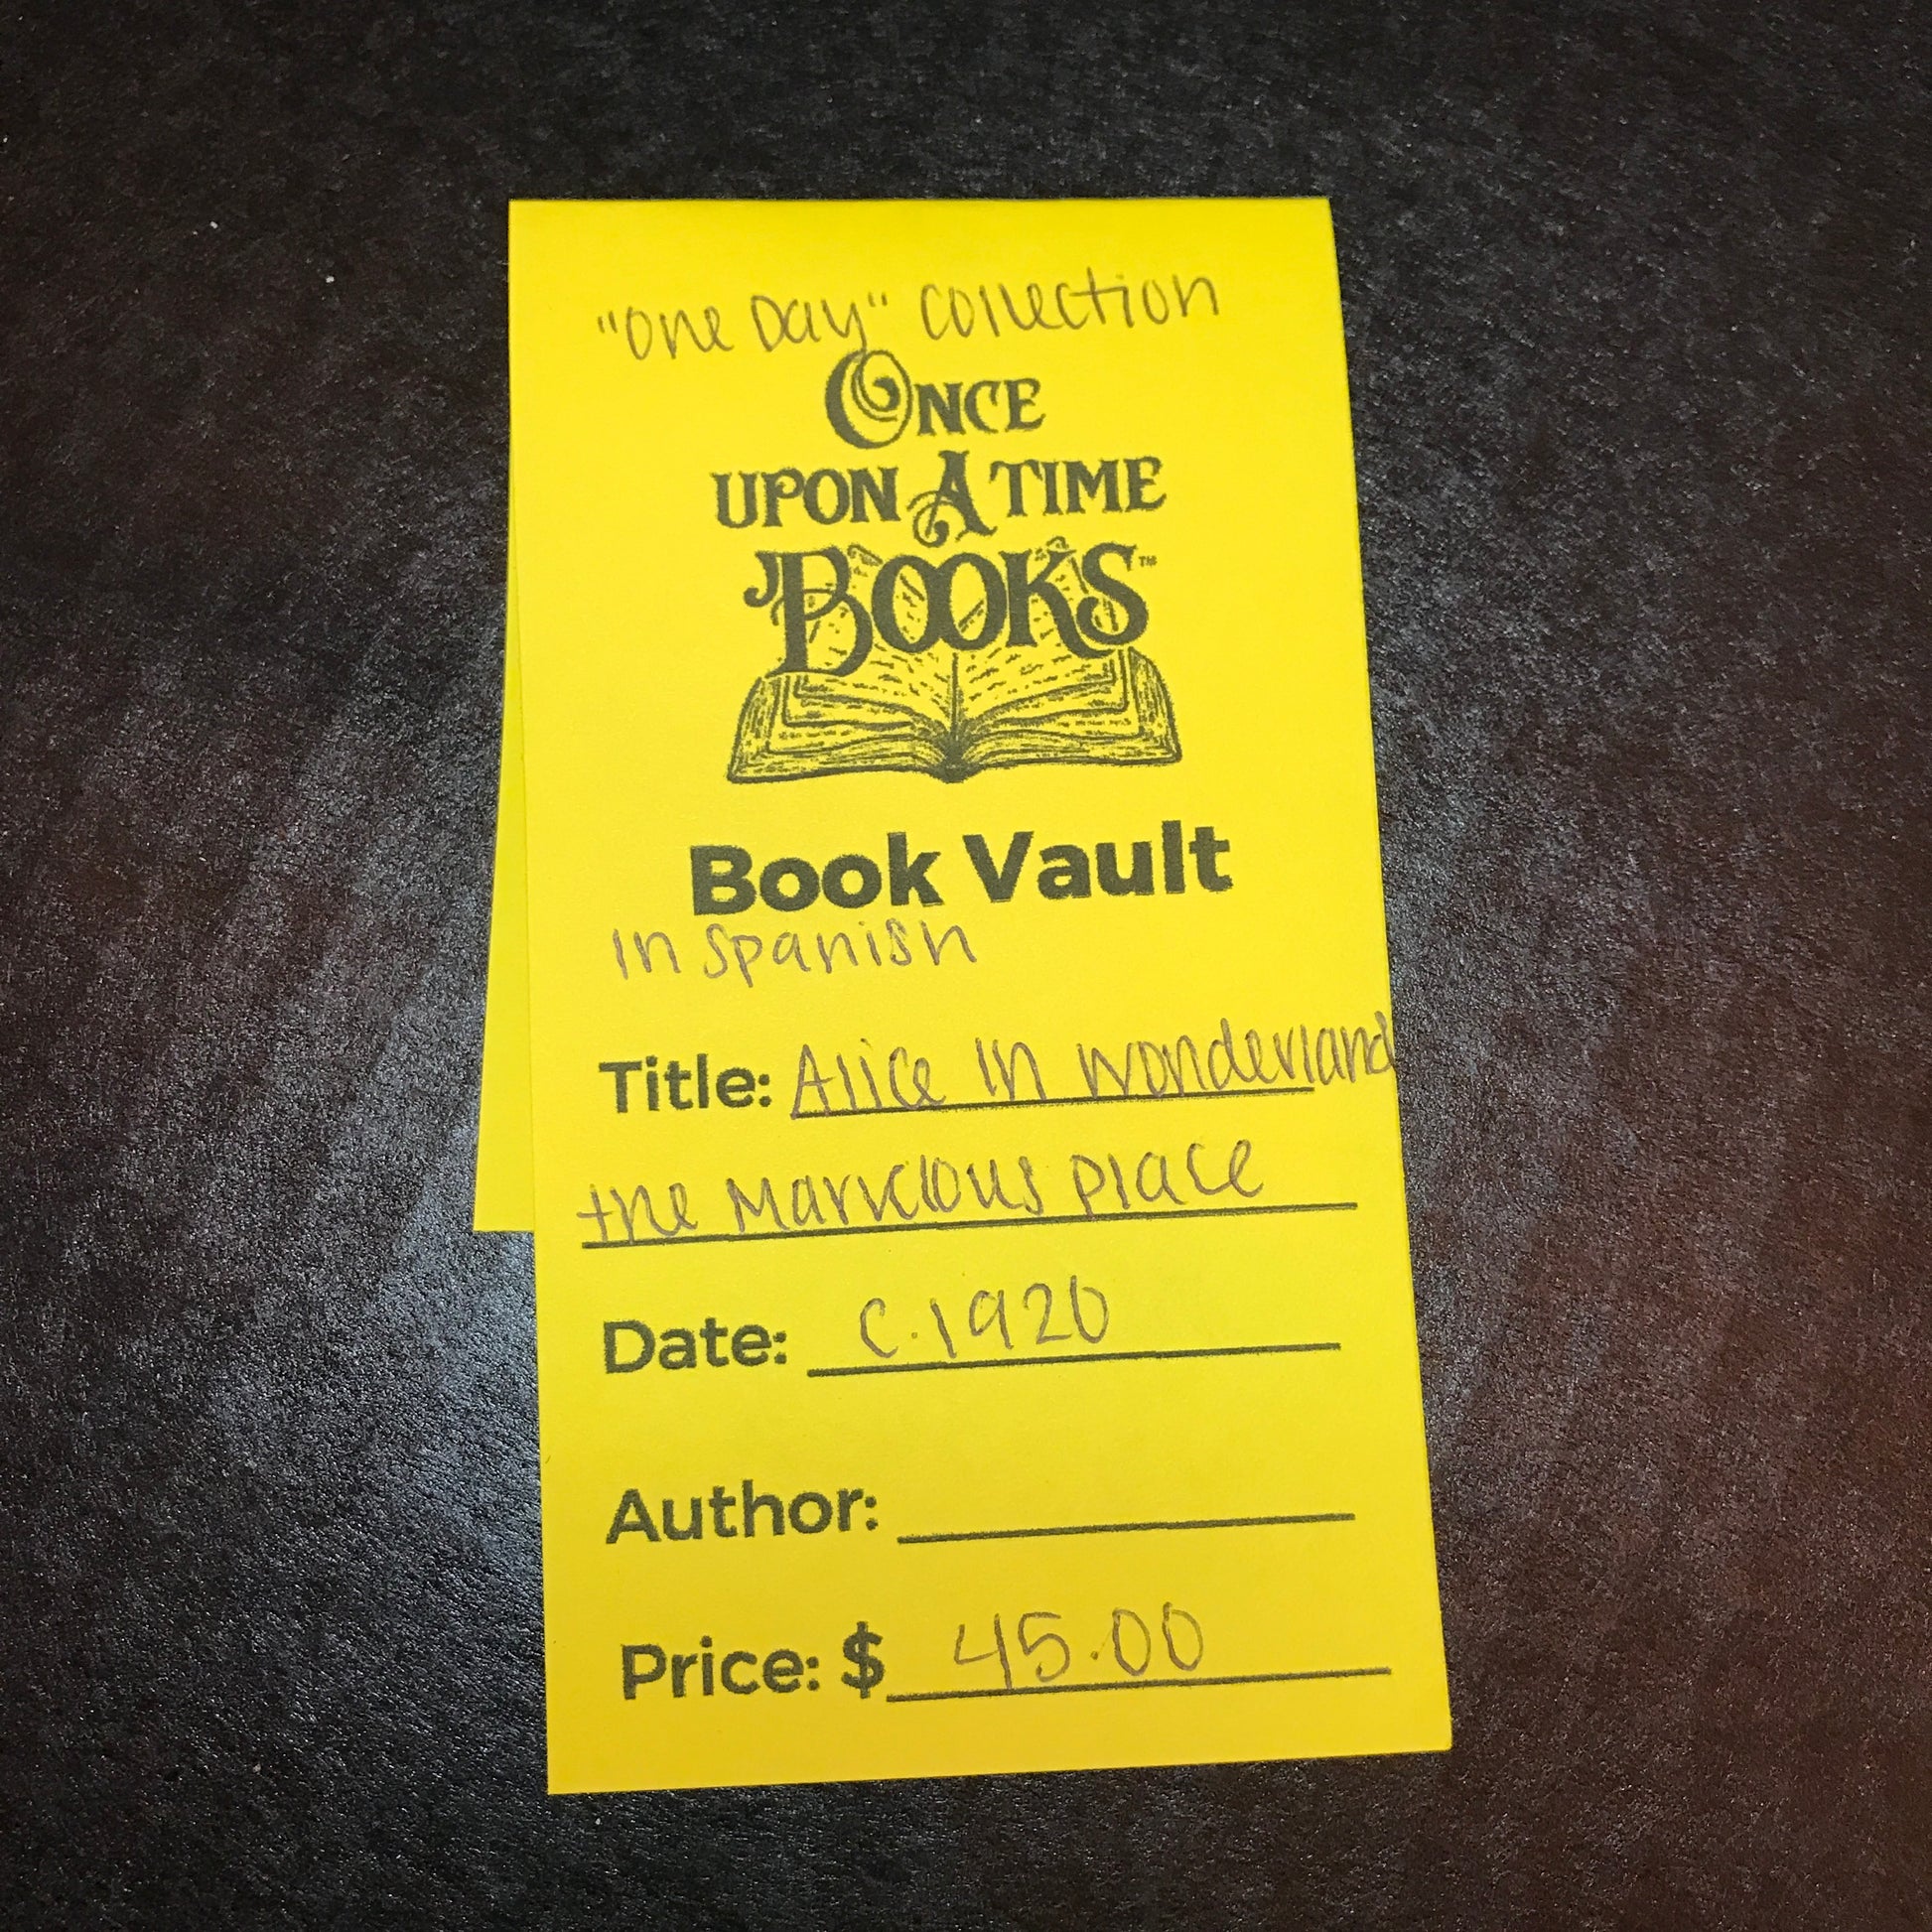 "One Day" collection
ONCE
UPON A TIME
BOOKS™
Book Vault
In Spanish
Title: Alice in wonderland
the Marvelous place
Date: C.1920
Author:
Price: $ 45.00